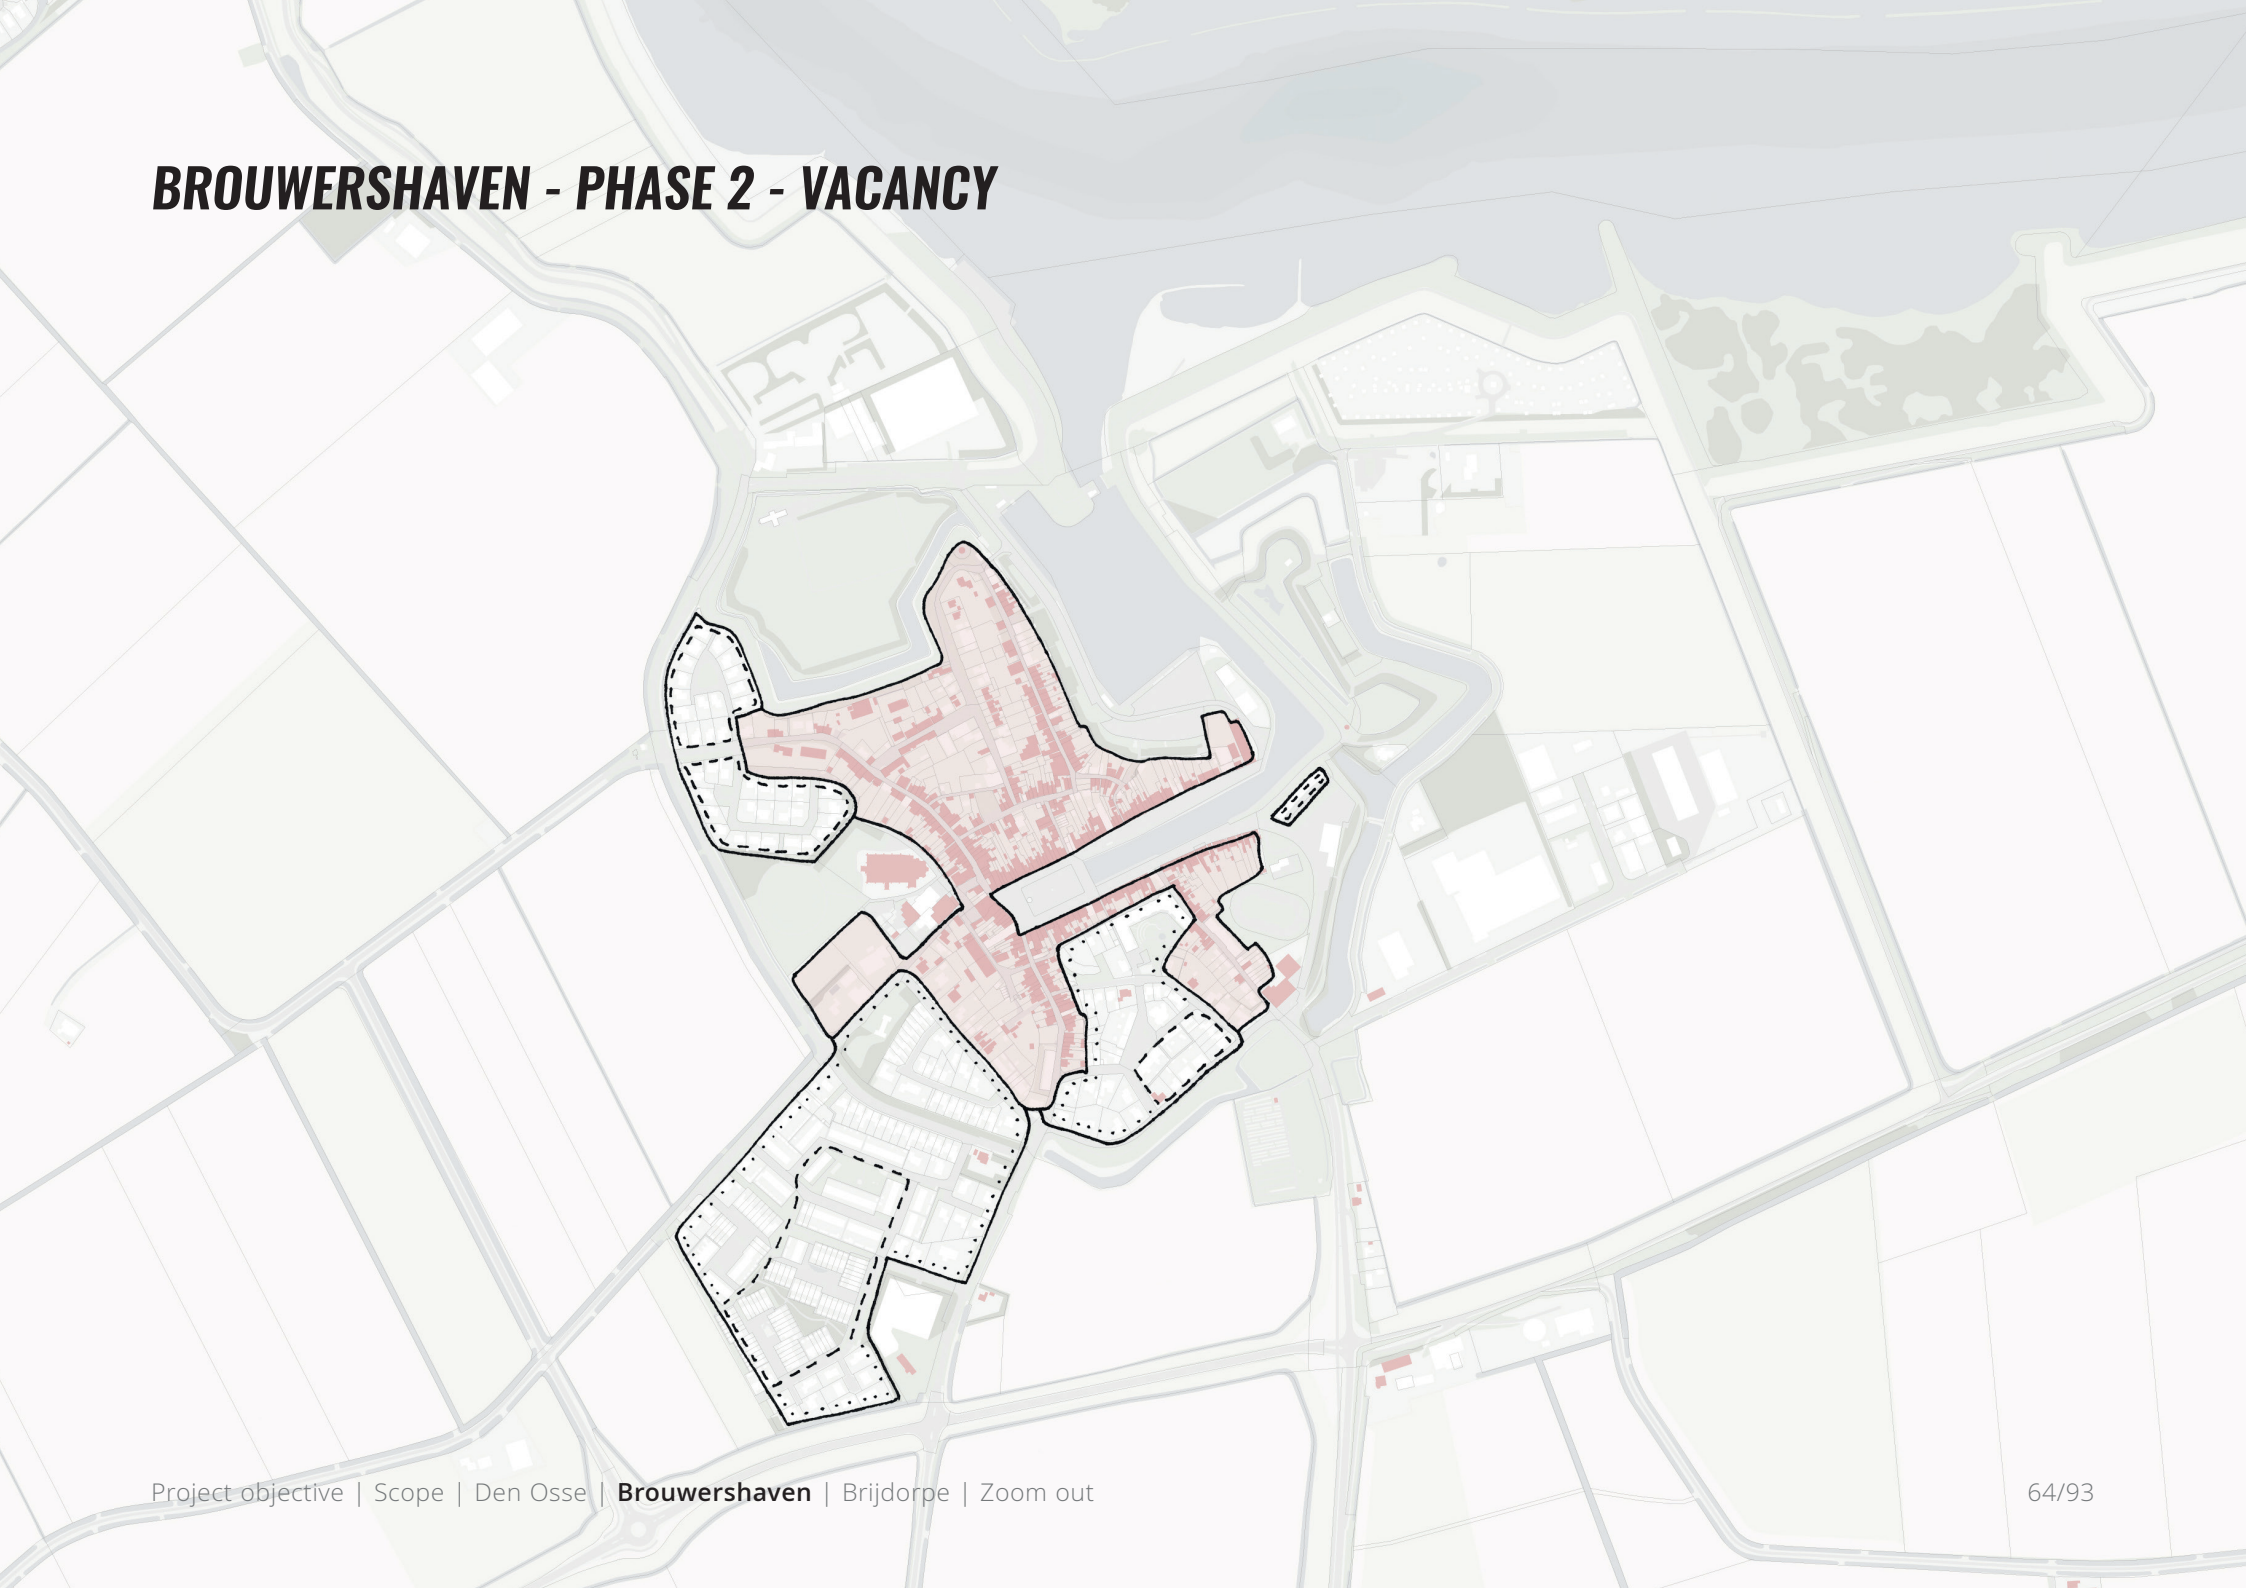 BROUWERSHAVEN - PHASE 2 - VACANCY
Project objective | Scope | Den Osse | Brouwershaven | Brijdorpe | Zoom out
64/93